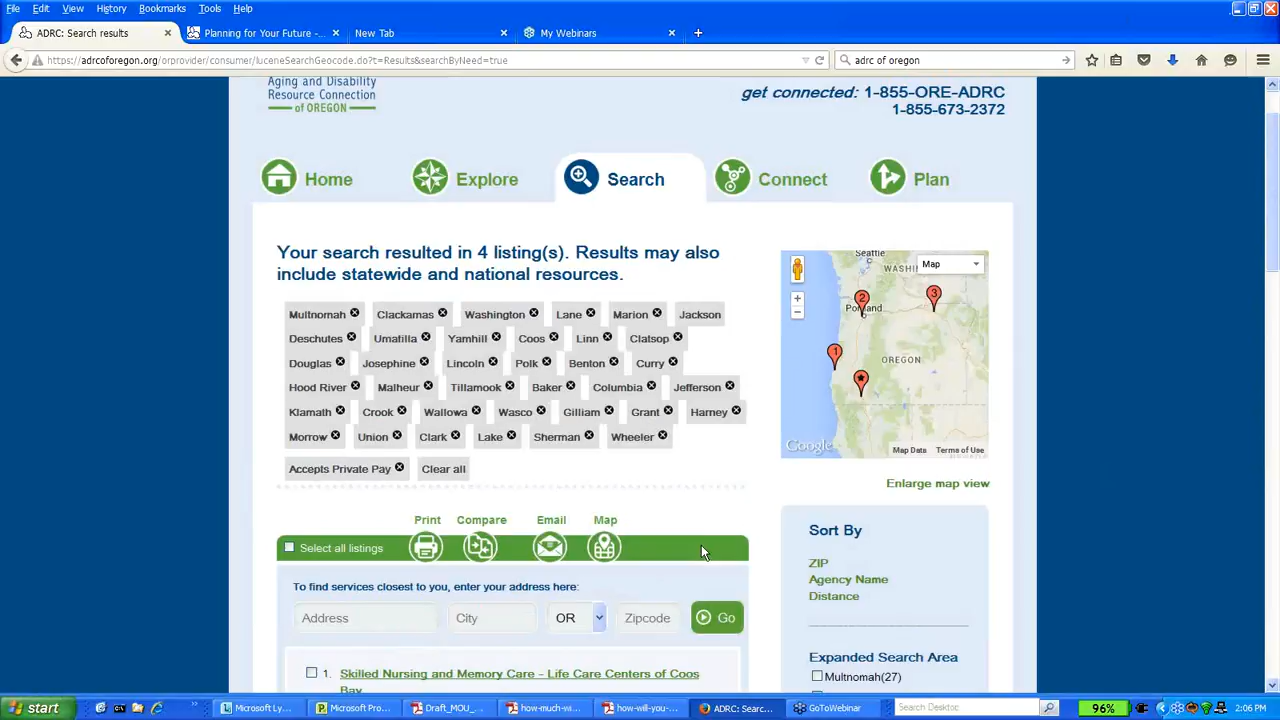 File Edit View History Bookmarks Tools Help
ADRC: Search results × Planning for Your Future -... × New Tab × My Webinars × +
https://adrcoforegon.org/orprovider/consumer/luceneSearchGeocode.do?t=Results&searchByNeed=true adrc of oregon
Aging and Disability
Resource Connection
of OREGON
get connected: 1-855-ORE-ADRC
1-855-673-2372
Home Explore Search Connect Plan
Your search resulted in 4 listing(s). Results may also
include statewide and national resources.
Multnomah Clackamas Washington Lane Marion Jackson
Deschutes Umatilla Yamhill Coos Linn Clatsop
Douglas Josephine Lincoln Polk Benton Curry
Hood River Malheur Tillamook Baker Columbia Jefferson
Klamath Crook Wallowa Wasco Gilliam Grant Harney
Morrow Union Clark Lake Sherman Wheeler
Accepts Private Pay Clear all
Seattle
Map
WASHI
2 3
Portland
1 OREGON
Google Map Data Terms of Use
Enlarge map view
Print Compare Email Map
Select all listings
To find services closest to you, enter your address here:
Address City OR Zipcode Go
1. Skilled Nursing and Memory Care - Life Care Centers of Coos
Bay
Sort By
ZIP
Agency Name
Distance
Expanded Search Area
Multnomah(27)
start Microsoft Ly... Microsoft Pro... Draft_MOU_... how-much-wi... how-will-you-... ADRC: Searc... GoToWebinar Search Desktop 96% 2:06 PM